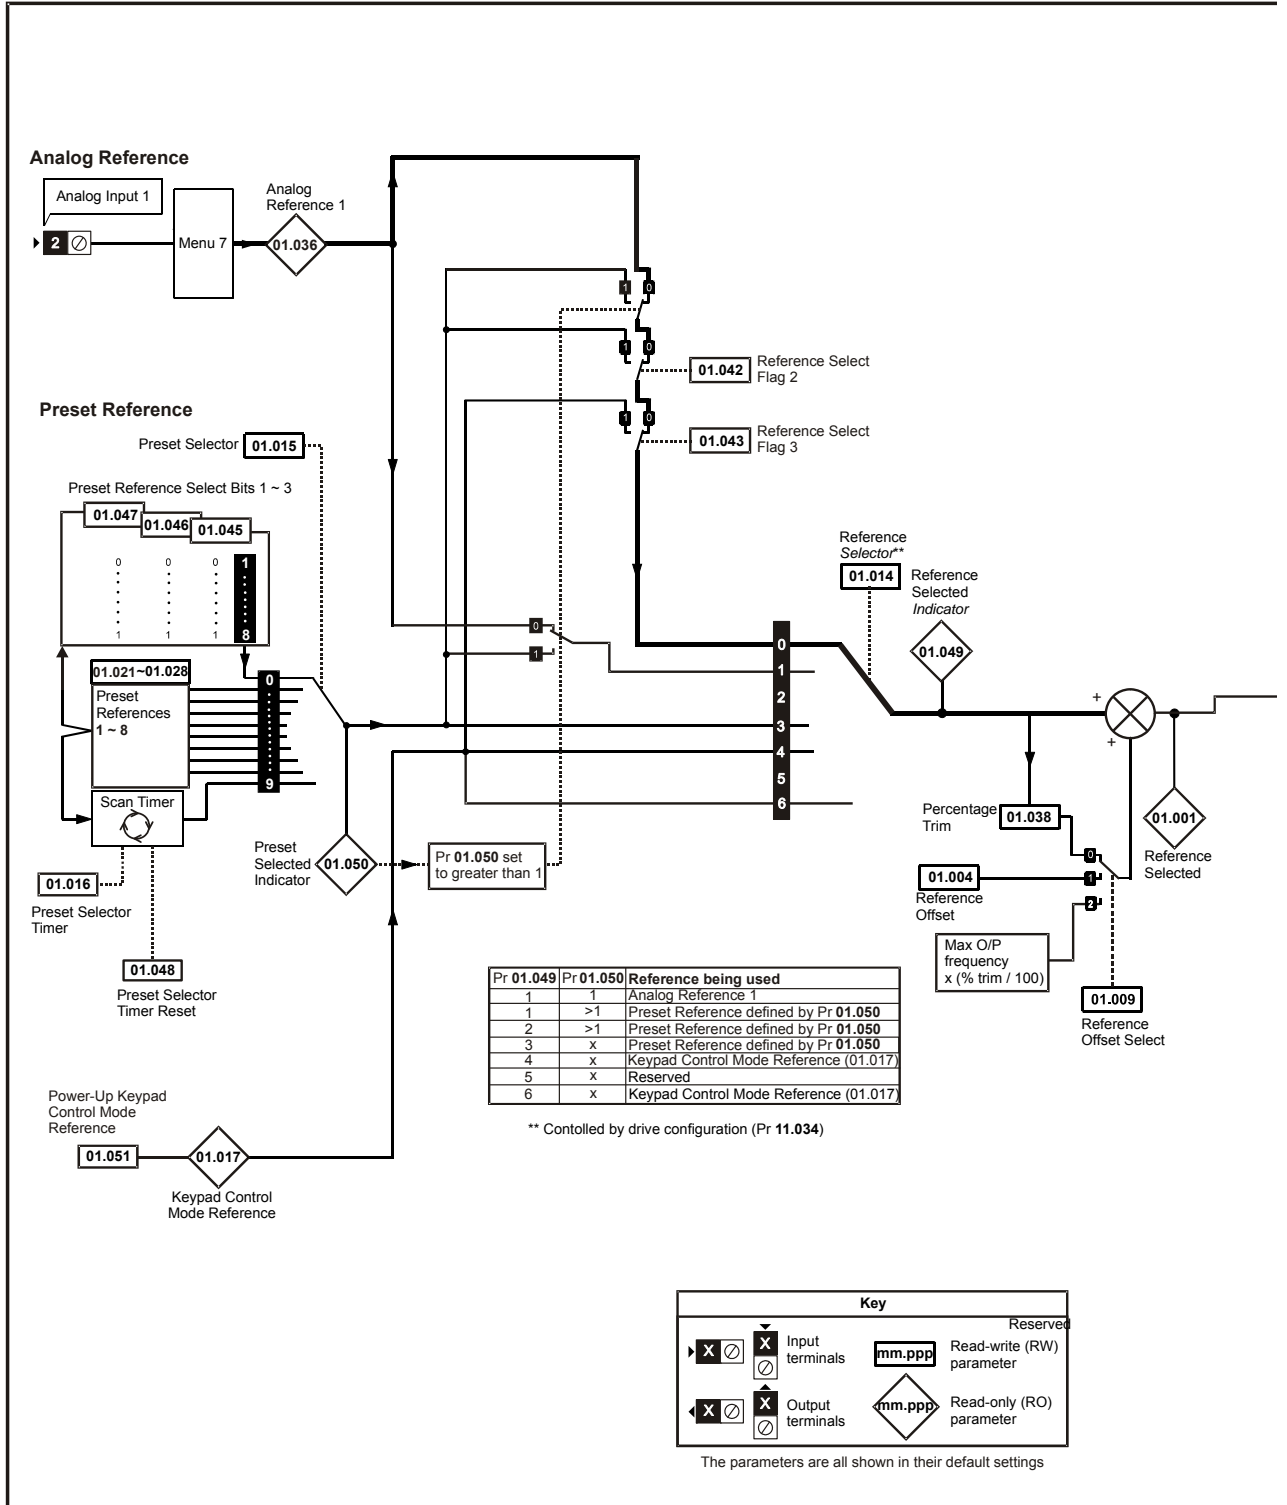 Analog Reference
Analog Input 1
2
Menu 7
Analog
Reference 1
01.036
1 0
1 0
01.042
Reference Select
Flag 2
1 0
01.043
Reference Select
Flag 3
Preset Reference
Preset Selector
01.015
Preset Reference Select Bits 1 ~ 3
01.047
01.046
01.045
0 0 0 1
1 1 1 8
01.021~01.028
Preset
References
1 ~ 8
0
9
Scan Timer
01.016
Preset Selector
Timer
01.048
Preset Selector
Timer Reset
Preset
Selected
Indicator
01.050
Pr 01.050 set
to greater than 1
0
1
0
1
2
3
4
5
6
Reference
Selector**
01.014
Reference
Selected
Indicator
01.049
+
+
Percentage
Trim
01.038
01.001
Reference
Selected
01.004
Reference
Offset
0
1
2
Max O/P
frequency
x (% trim / 100)
01.009
Reference
Offset Select
Pr 01.049 Pr 01.050 Reference being used
1 1 Analog Reference 1
1 >1 Preset Reference defined by Pr 01.050
2 >1 Preset Reference defined by Pr 01.050
3 x Preset Reference defined by Pr 01.050
4 x Keypad Control Mode Reference (01.017)
5 x Reserved
6 x Keypad Control Mode Reference (01.017)
** Contolled by drive configuration (Pr 11.034)
Power-Up Keypad
Control Mode
Reference
01.051
01.017
Keypad Control
Mode Reference
Key
Reserved
X
X
Input
terminals
mm.ppp
Read-write (RW)
parameter
X
X
Output
terminals
mm.ppp
Read-only (RO)
parameter
The parameters are all shown in their default settings